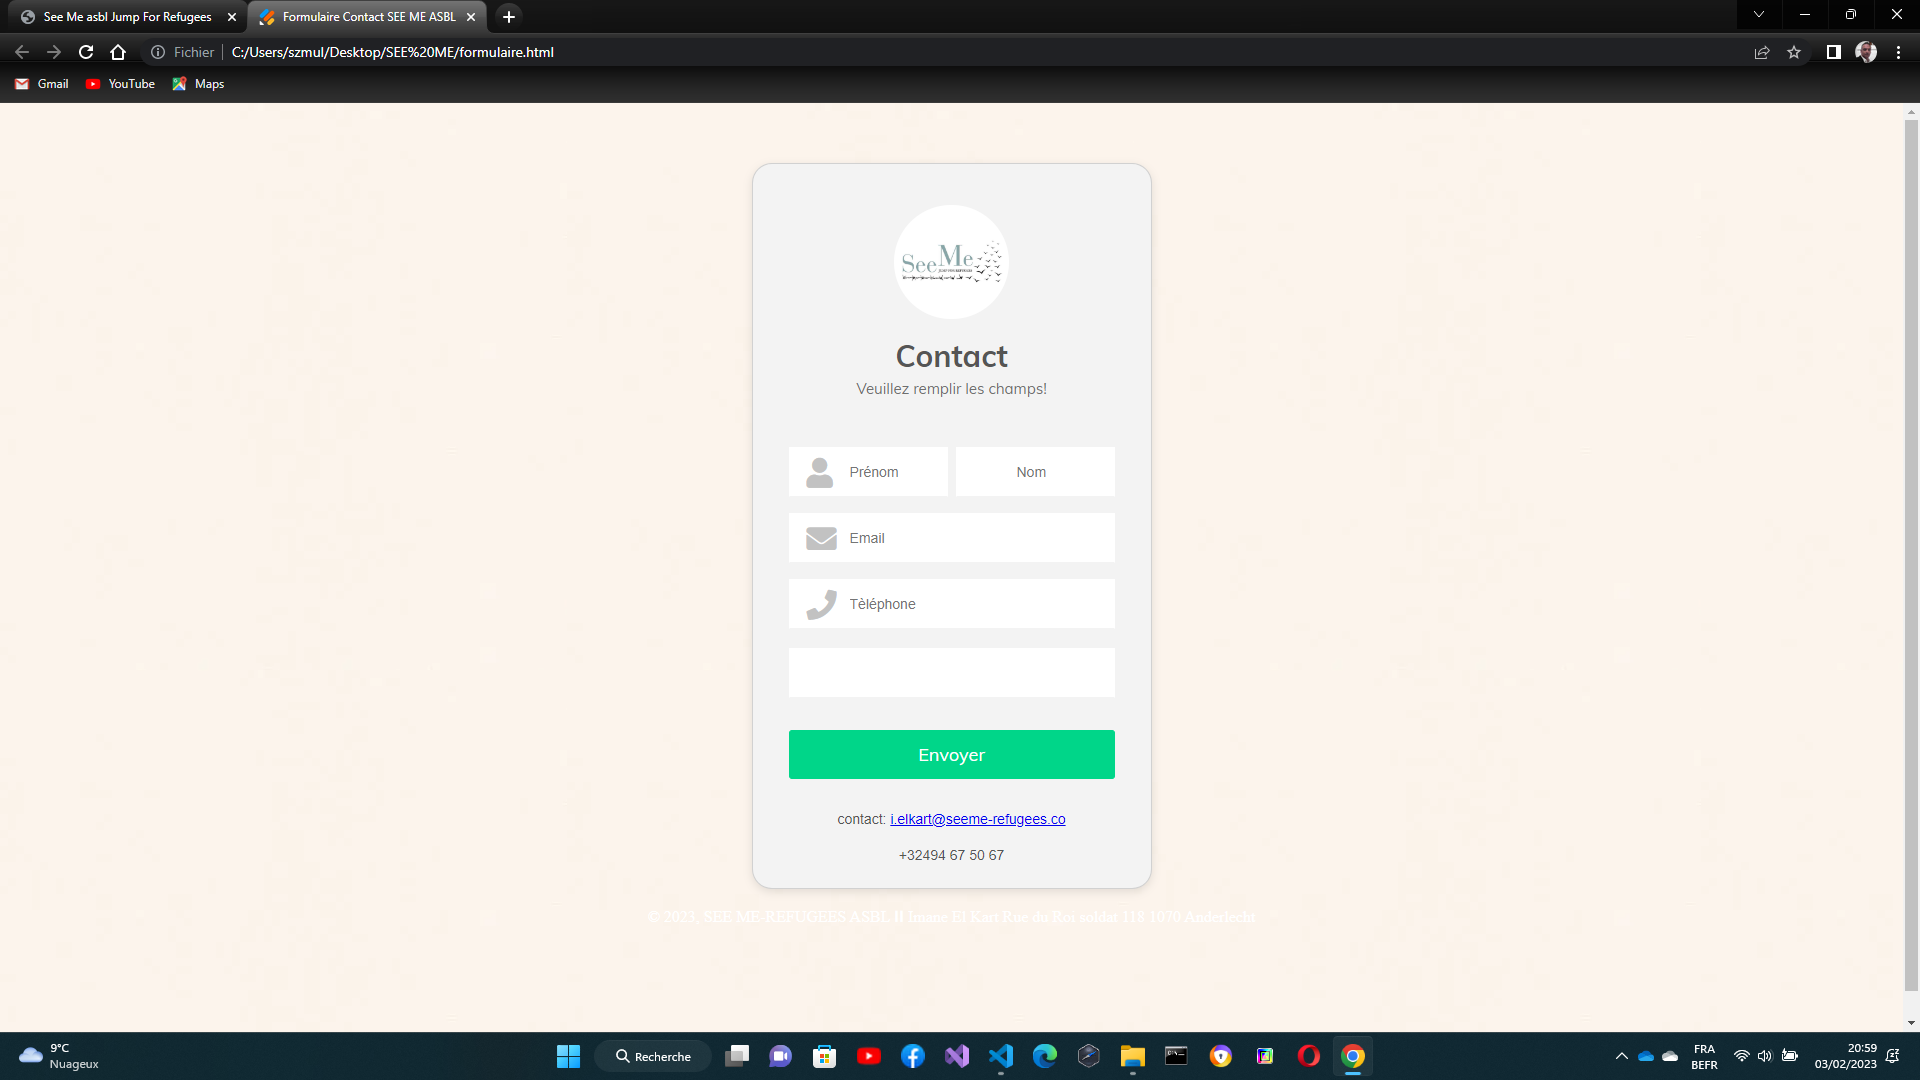 See Me asbl Jump For Refugees
Formulaire Contact SEE ME ASBL
Fichier
C:/Users/szmul/Desktop/SEE%20ME/formulaire.html
Gmail
YouTube
Maps
SeeMe
Contact
Veuillez remplir les champs!
Prénom
Nom
Email
Tèléphone
Envoyer
contact: i.elkart@seeme-refugees.co
+32494 67 50 67
© 2023, SEE ME-REFUGEES ASBL II Imane El Kart Rue du Roi soldat 118 1070 Anderlecht
9°C
Nuageux
Recherche
FRA
BEFR
20:59
03/02/2023